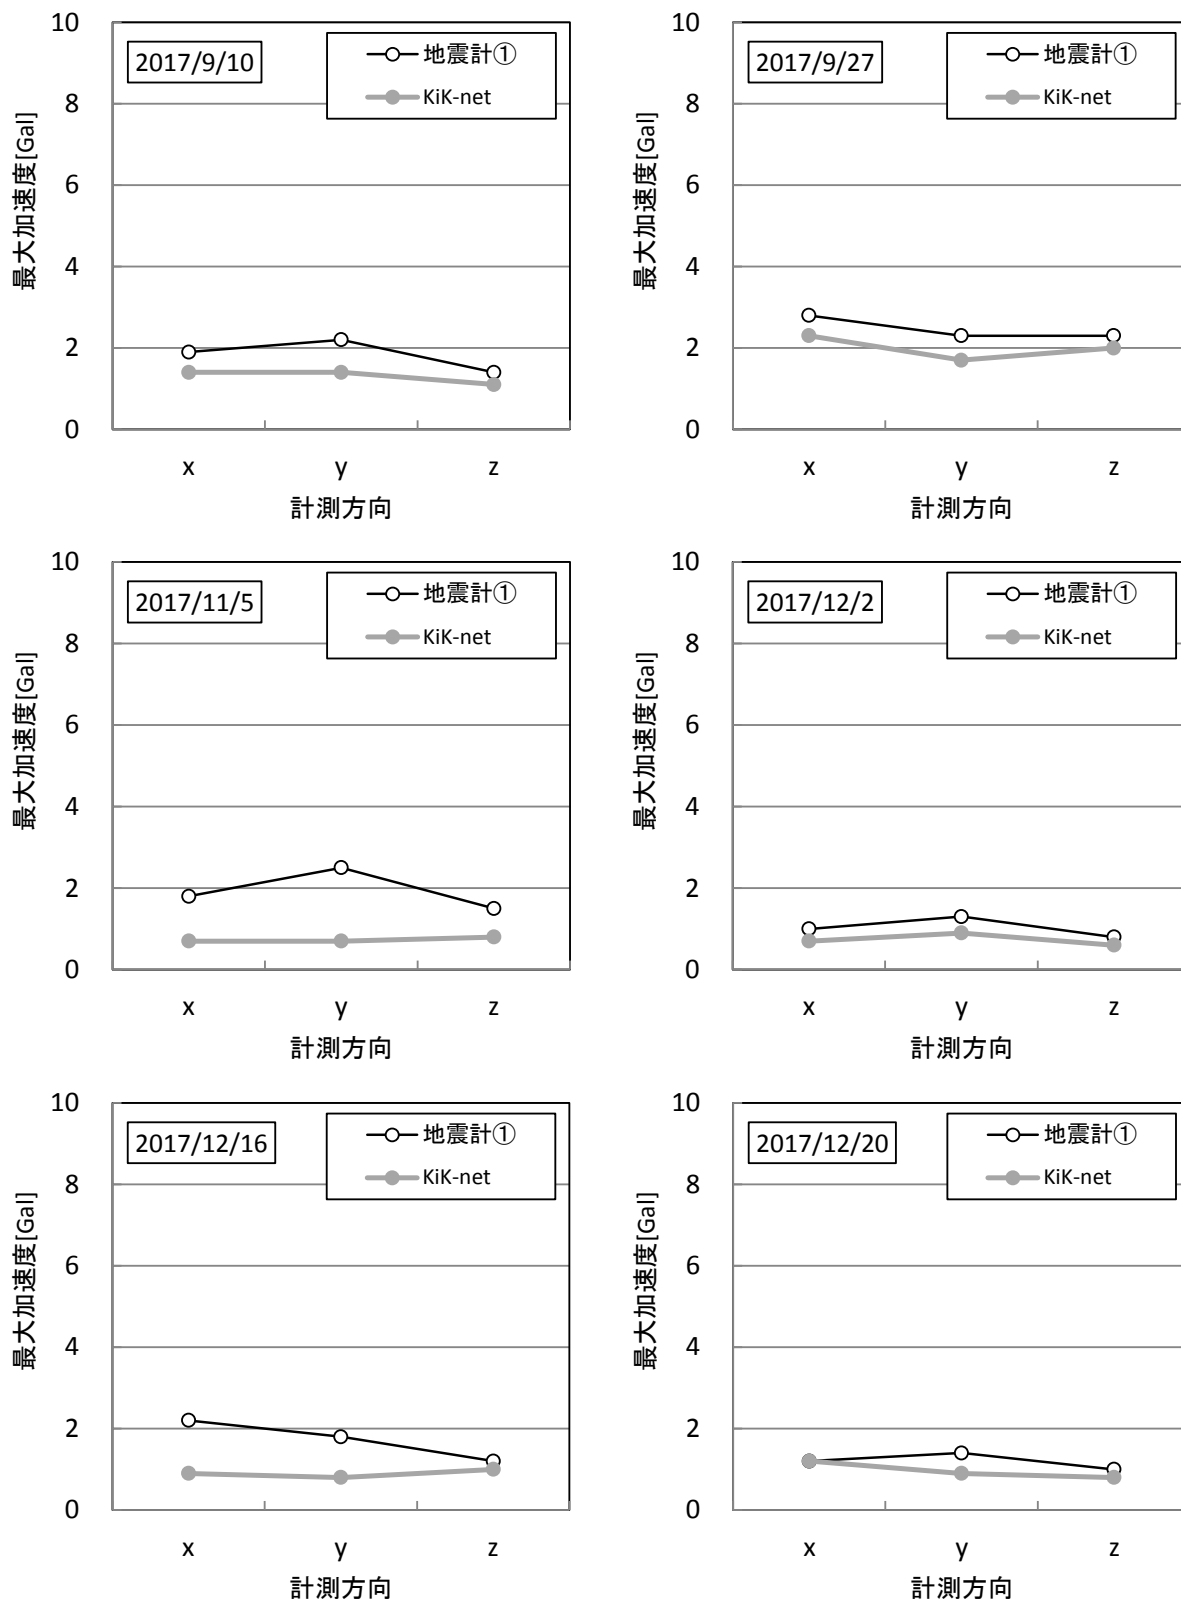 2017/9/10
地震計①
KiK-net
最大加速度[Gal]
10
8
6
4
2
0
x y z
計測方向
2017/9/27
地震計①
KiK-net
最大加速度[Gal]
10
8
6
4
2
0
x y z
計測方向
2017/11/5
地震計①
KiK-net
最大加速度[Gal]
10
8
6
4
2
0
x y z
計測方向
2017/12/2
地震計①
KiK-net
最大加速度[Gal]
10
8
6
4
2
0
x y z
計測方向
2017/12/16
地震計①
KiK-net
最大加速度[Gal]
10
8
6
4
2
0
x y z
計測方向
2017/12/20
地震計①
KiK-net
最大加速度[Gal]
10
8
6
4
2
0
x y z
計測方向